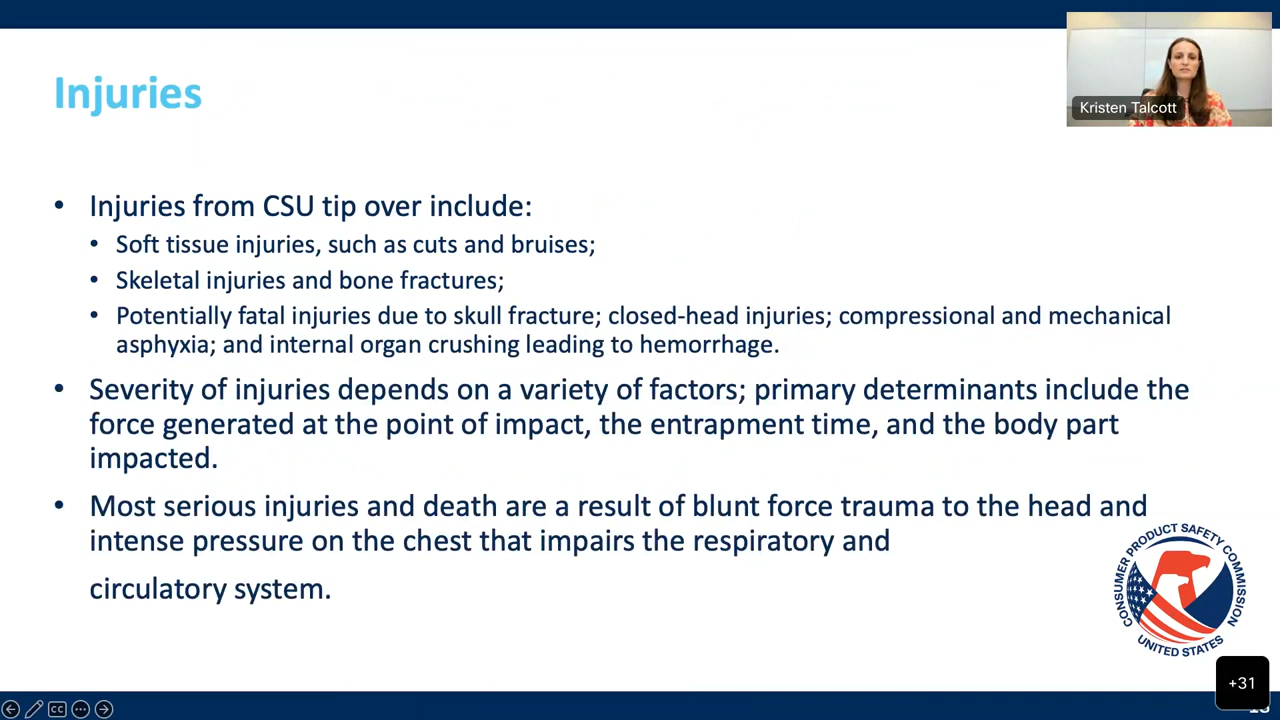 Injuries
Kristen Talcott
• Injuries from CSU tip over include:
• Soft tissue injuries, such as cuts and bruises;
• Skeletal injuries and bone fractures;
• Potentially fatal injuries due to skull fracture; closed-head injuries; compressional and mechanical
asphyxia; and internal organ crushing leading to hemorrhage.
• Severity of injuries depends on a variety of factors; primary determinants include the
force generated at the point of impact, the entrapment time, and the body part
impacted.
• Most serious injuries and death are a result of blunt force trauma to the head and
intense pressure on the chest that impairs the respiratory and
circulatory system.
CONSUMER PRODUCT SAFETY COMMISSION
UNITED STATES
+31
CC